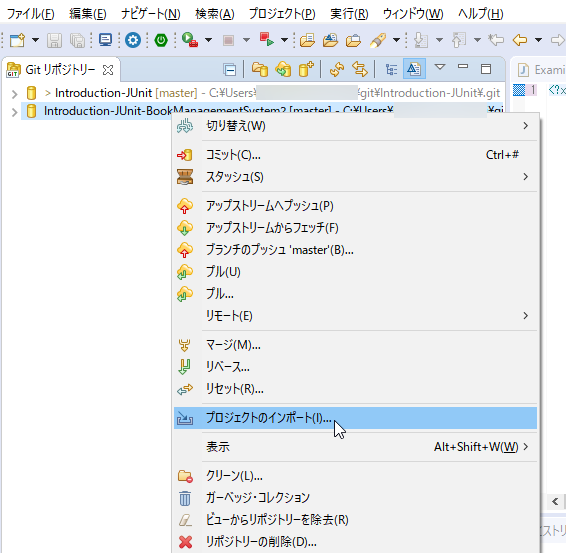 ファイル(F) 編集(E) ナビゲート(N) 検索(A) プロジェクト(P) 実行(R) ウィンドウ(W) ヘルプ(H)
GIT Git リポジトリー Exami
> Introduction-JUnit [master] - C:¥Users¥ ¥git¥Introduction-JUnit¥.git
1 <?x
Introduction-JUnit-BookManagementSystem2 [master] - C:¥Users¥ ¥gi
切り替え(W)
コミット(C)... Ctrl+#
スタッシュ(S)
アップストリームへプッシュ(P)
アップストリームからフェッチ(F)
ブランチのプッシュ 'master'(B)...
プル(U)
プル...
リモート(E)
マージ(M)...
リベース...
リセット(R)...
プロジェクトのインポート(I)...
表示 Alt+Shift+W(W)
クリーン(L)...
ガーベッジ・コレクション
ビューからリポジトリーを除去(R)
リポジトリーの削除(D)...
ストリ